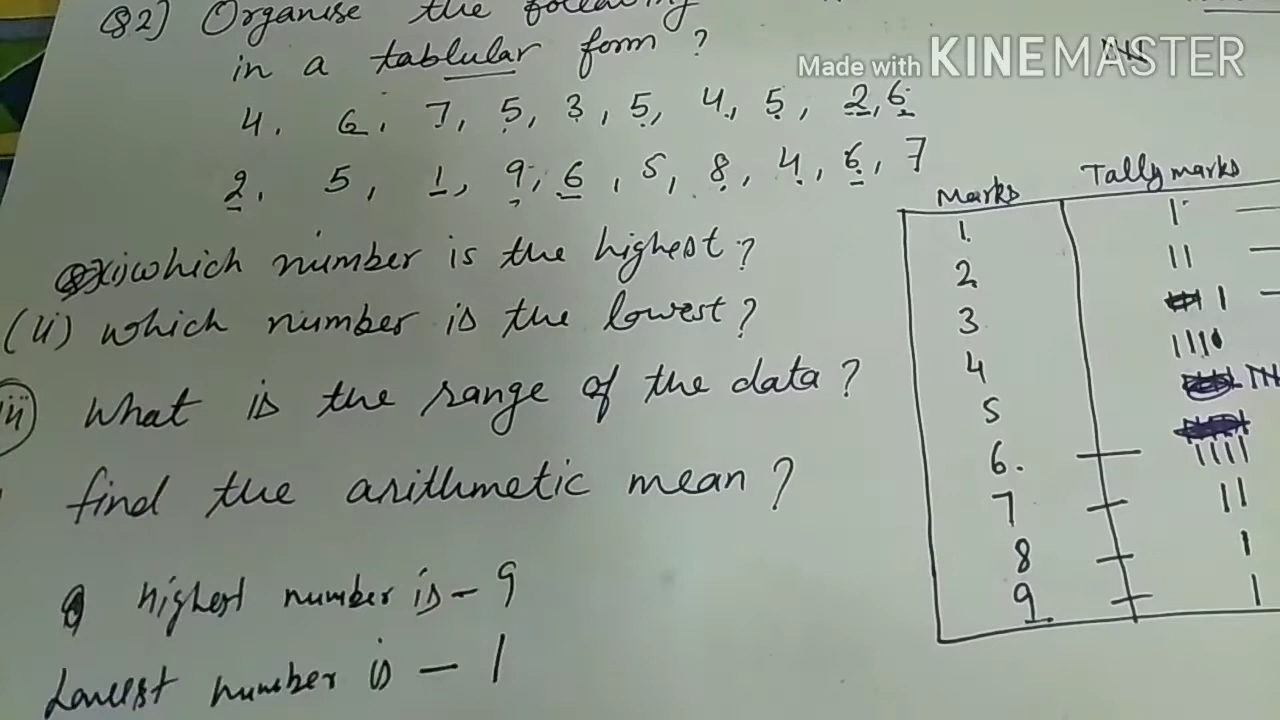 Q2) Organise the following
in a tablular form ?
Made with KINEMASTER
4, 6, 7, 5, 3, 5, 4, 5, 2, 6
2, 5, 1, 9, 6, 5, 8, 4, 6, 7
i) which number is the highest ?
(ii) which number is the lowest ?
iii) What is the range of the data ?
find the arithmetic mean ?
highest number is - 9
Lowest number is - 1
Marks Tally marks
1. |
2 ||
3 |
4 ||||
5
6. ||||
7 ||
8 |
9. |